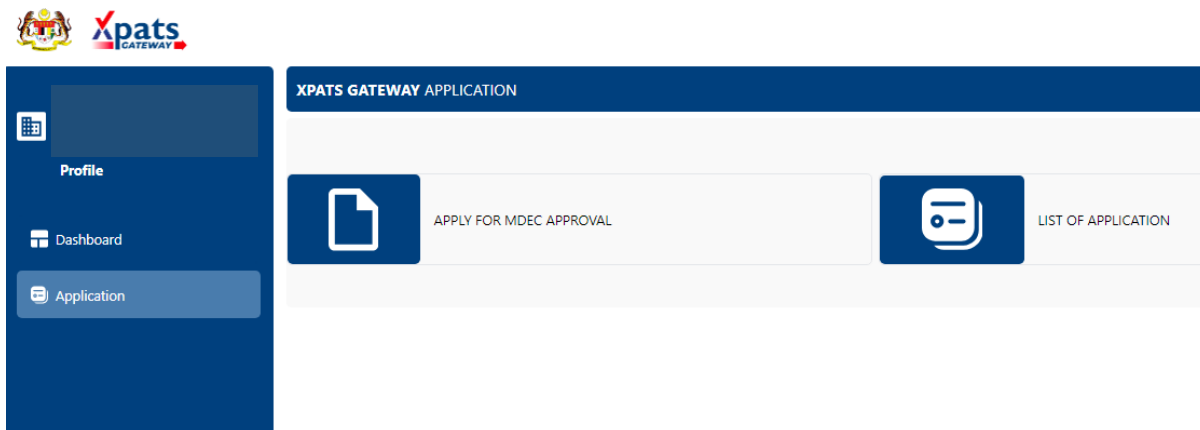 Xpats
GATEWAY
XPATS GATEWAY APPLICATION
Profile
APPLY FOR MDEC APPROVAL
LIST OF APPLICATION
Dashboard
Application